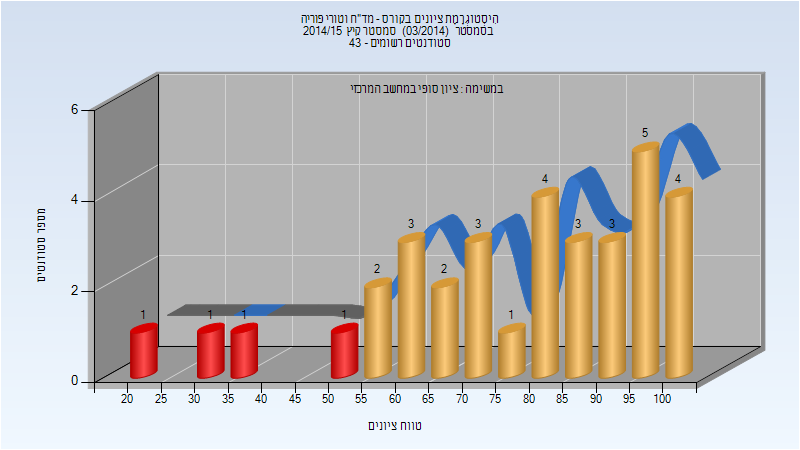 היסטוגרמת ציונים בקורס - מד"ח וטורי פוריה
בסמסטר (03/2014) סמסטר קיץ 2014/15
סטודנטים רשומים - 43
במשימה : ציון סופי במחשב המרכזי
מספר סטודנטים
6
4
2
0
1
1
1
1
2
3
2
3
1
4
3
3
5
4
20 25 30 35 40 45 50 55 60 65 70 75 80 85 90 95 100
טווח ציונים